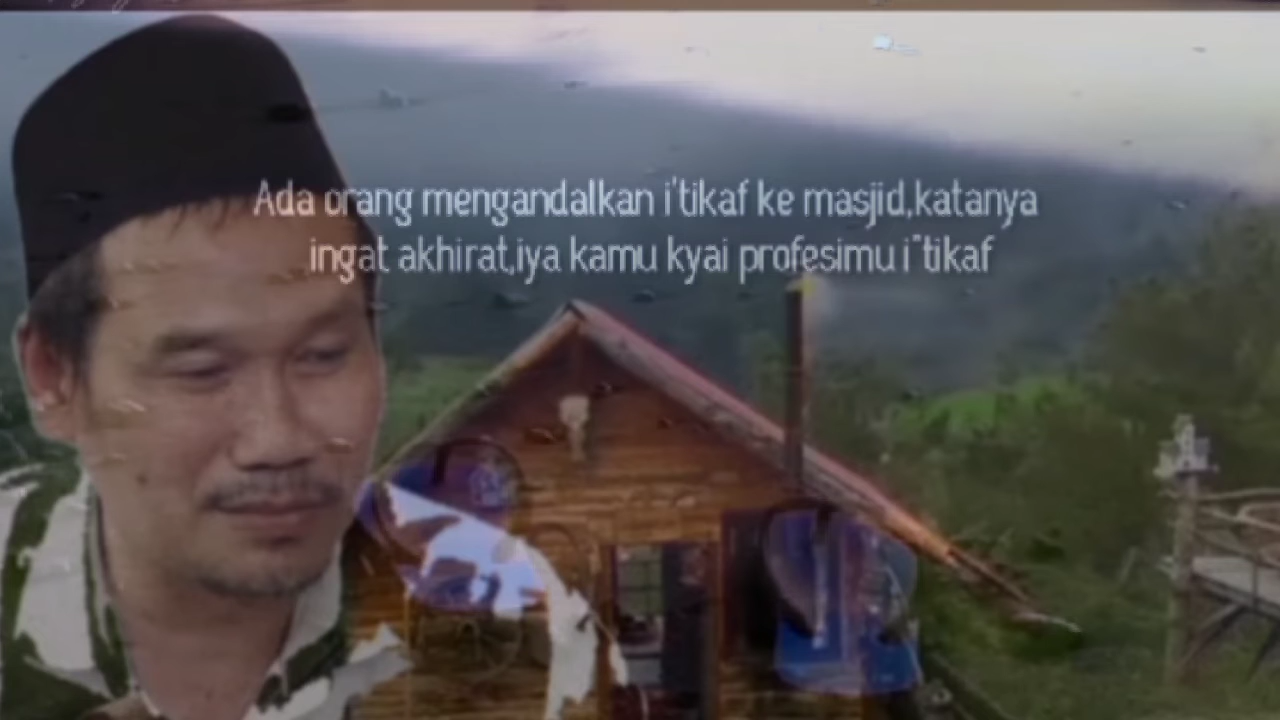 Ada orang mengandalkan i'tikaf ke masjid,katanya
ingat akhirat,iya kamu kyai profesimu i"tikaf